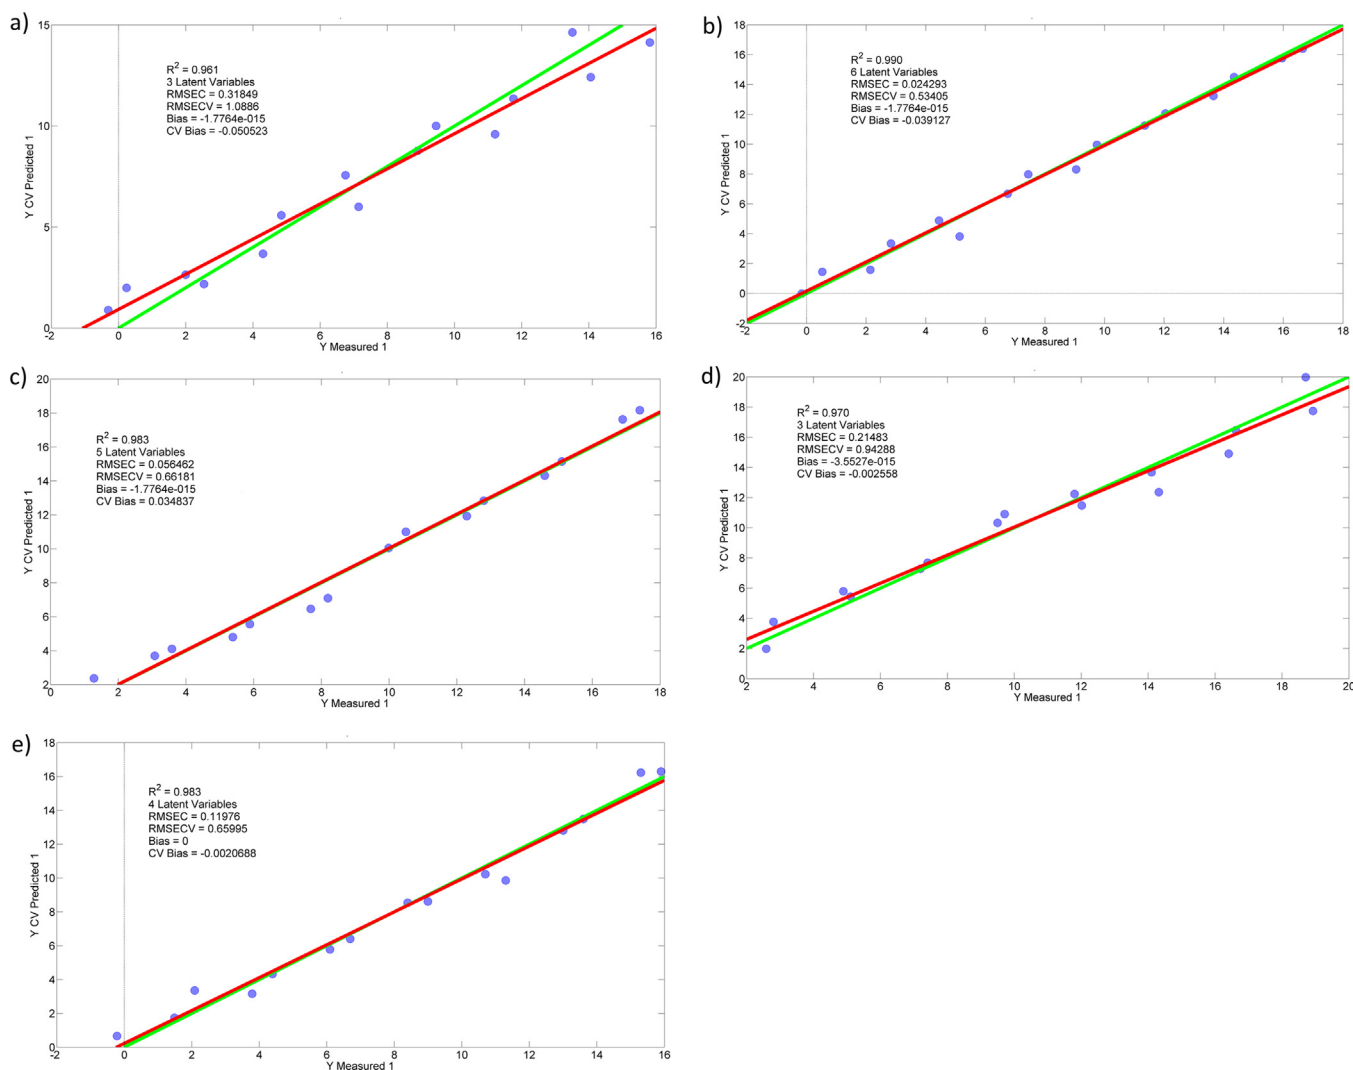 a)
15
10
5
0
Y CV Predicted 1
R² = 0.961
3 Latent Variables
RMSEC = 0.31849
RMSECV = 1.0886
Bias = -1.7764e-015
CV Bias = -0.050523
-2 0 2 4 6 8 10 12 14 16
Y Measured 1
b)
18
16
14
12
10
8
6
4
2
0
-2
Y CV Predicted 1
R² = 0.990
6 Latent Variables
RMSEC = 0.024293
RMSECV = 0.53405
Bias = -1.7764e-015
CV Bias = -0.039127
-2 0 2 4 6 8 10 12 14 16 18
Y Measured 1
c)
20
18
16
14
12
10
8
6
4
2
Y CV Predicted 1
R² = 0.983
5 Latent Variables
RMSEC = 0.056462
RMSECV = 0.66181
Bias = -1.7764e-015
CV Bias = 0.034837
0 2 4 6 8 10 12 14 16 18
Y Measured 1
d)
20
18
16
14
12
10
8
6
4
2
0
Y CV Predicted 1
R² = 0.970
3 Latent Variables
RMSEC = 0.21483
RMSECV = 0.94288
Bias = -3.5527e-015
CV Bias = -0.002558
2 4 6 8 10 12 14 16 18 20
Y Measured 1
e)
18
16
14
12
10
8
6
4
2
0
Y CV Predicted 1
R² = 0.983
4 Latent Variables
RMSEC = 0.11976
RMSECV = 0.65995
Bias = 0
CV Bias = -0.0020688
-2 0 2 4 6 8 10 12 14 16
Y Measured 1